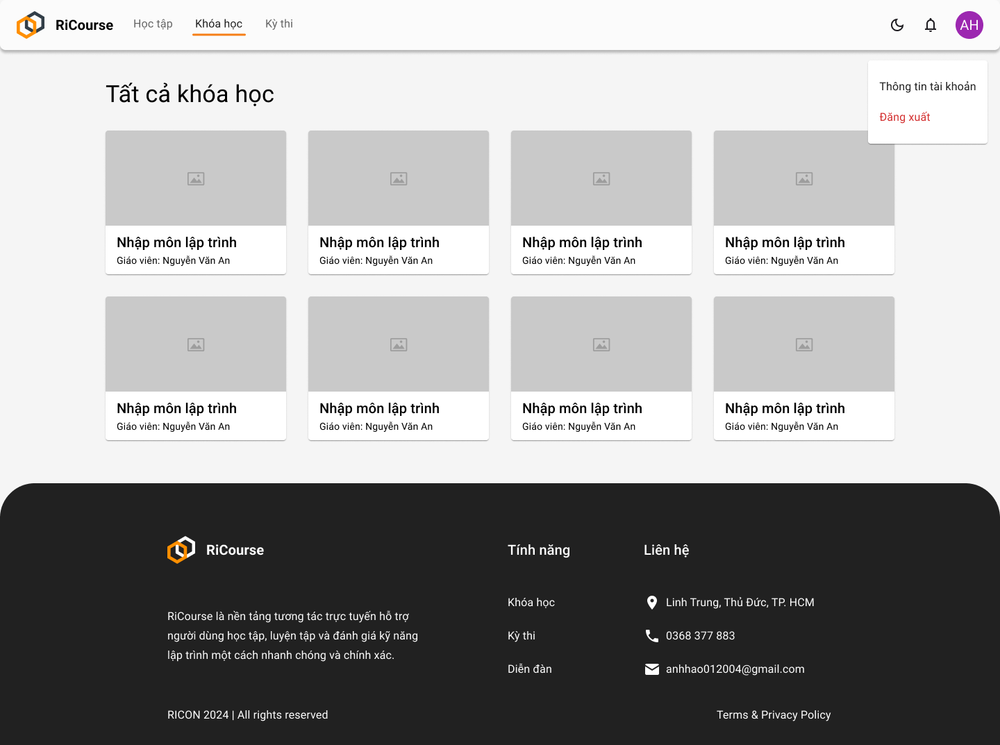 RiCourse
Học tập
Khóa học
Kỳ thi
AH
Thông tin tài khoản
Đăng xuất
Tất cả khóa học
Nhập môn lập trình
Giáo viên: Nguyễn Văn An
Nhập môn lập trình
Giáo viên: Nguyễn Văn An
Nhập môn lập trình
Giáo viên: Nguyễn Văn An
Nhập môn lập trình
Giáo viên: Nguyễn Văn An
Nhập môn lập trình
Giáo viên: Nguyễn Văn An
Nhập môn lập trình
Giáo viên: Nguyễn Văn An
Nhập môn lập trình
Giáo viên: Nguyễn Văn An
Nhập môn lập trình
Giáo viên: Nguyễn Văn An
RiCourse
RiCourse là nền tảng tương tác trực tuyến hỗ trợ
người dùng học tập, luyện tập và đánh giá kỹ năng
lập trình một cách nhanh chóng và chính xác.
Tính năng
Khóa học
Kỳ thi
Diễn đàn
Liên hệ
Linh Trung, Thủ Đức, TP. HCM
0368 377 883
anhhao012004@gmail.com
RICON 2024 | All rights reserved
Terms & Privacy Policy